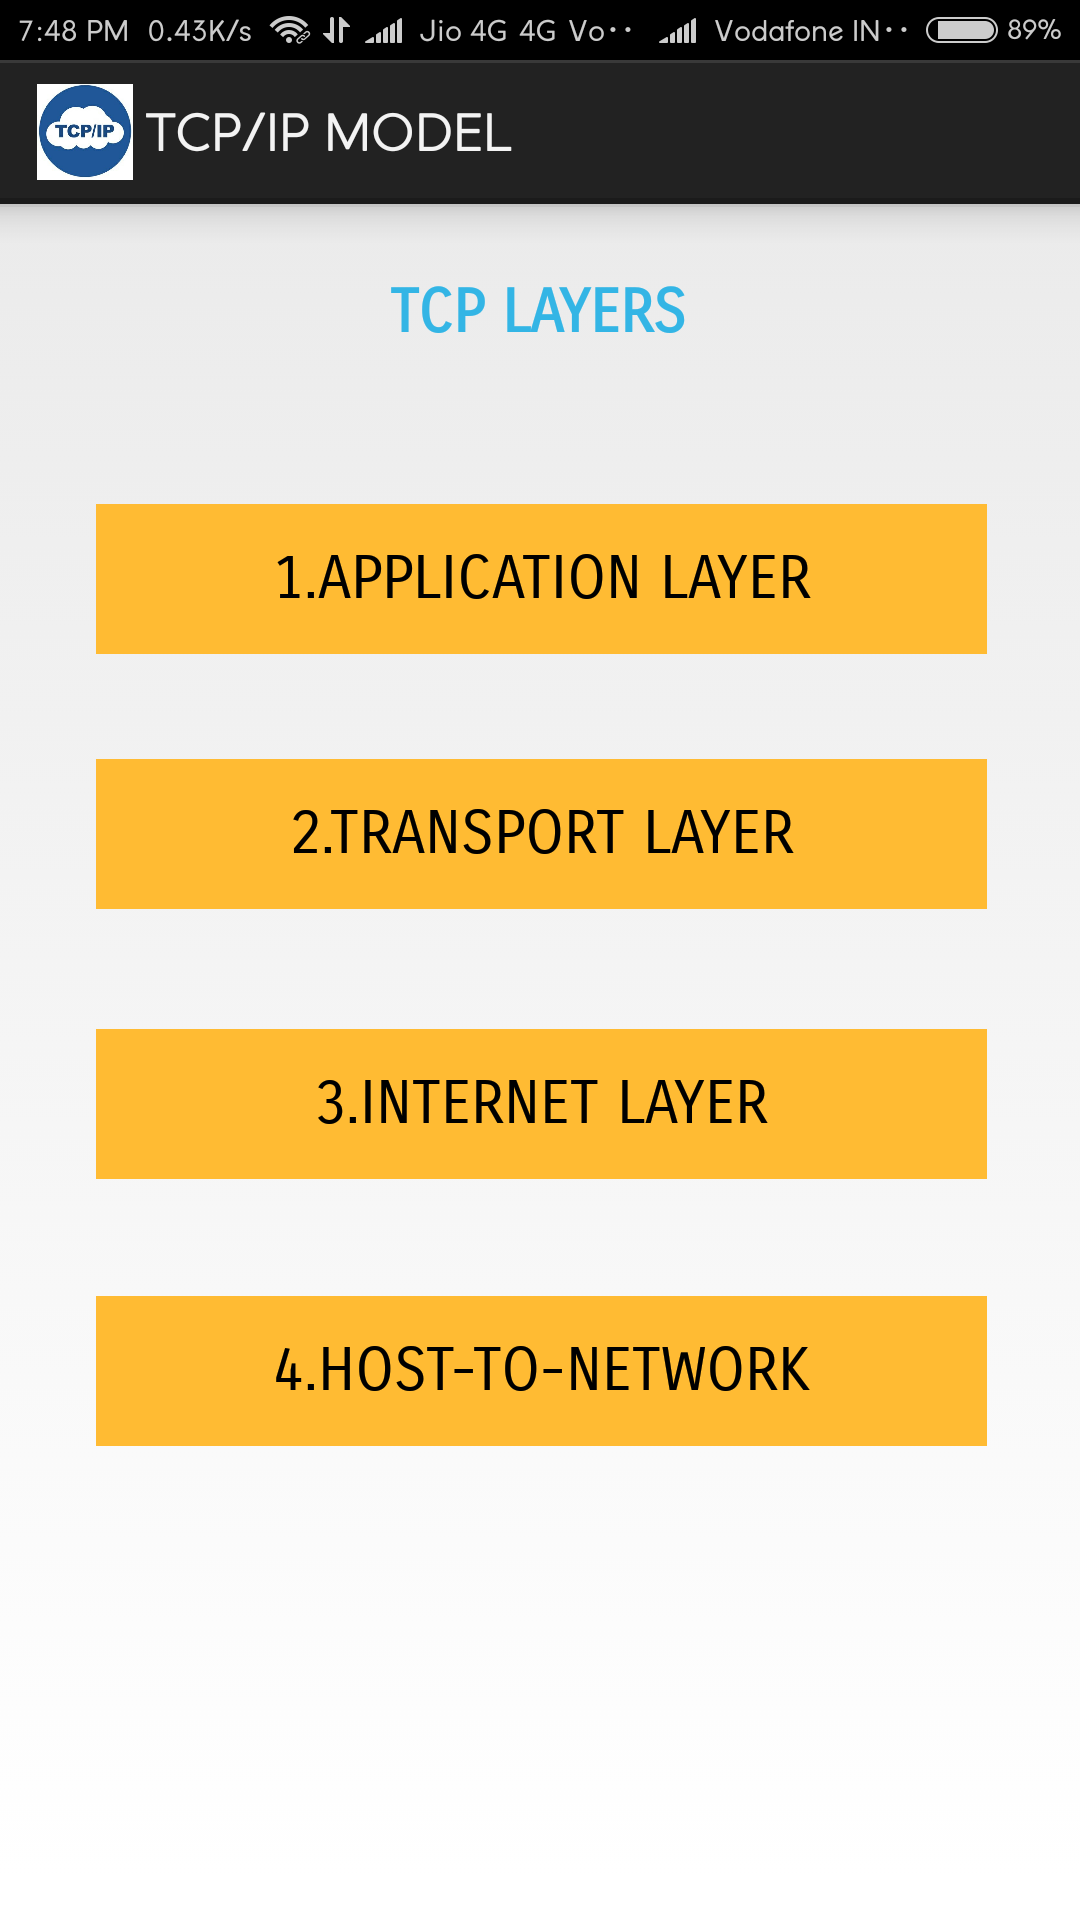 7:48 PM 0.43K/s Jio 4G 4G Vo·· Vodafone IN·· 89%
TCP/IP TCP/IP MODEL
TCP LAYERS
1.APPLICATION LAYER
2.TRANSPORT LAYER
3.INTERNET LAYER
4.HOST-TO-NETWORK